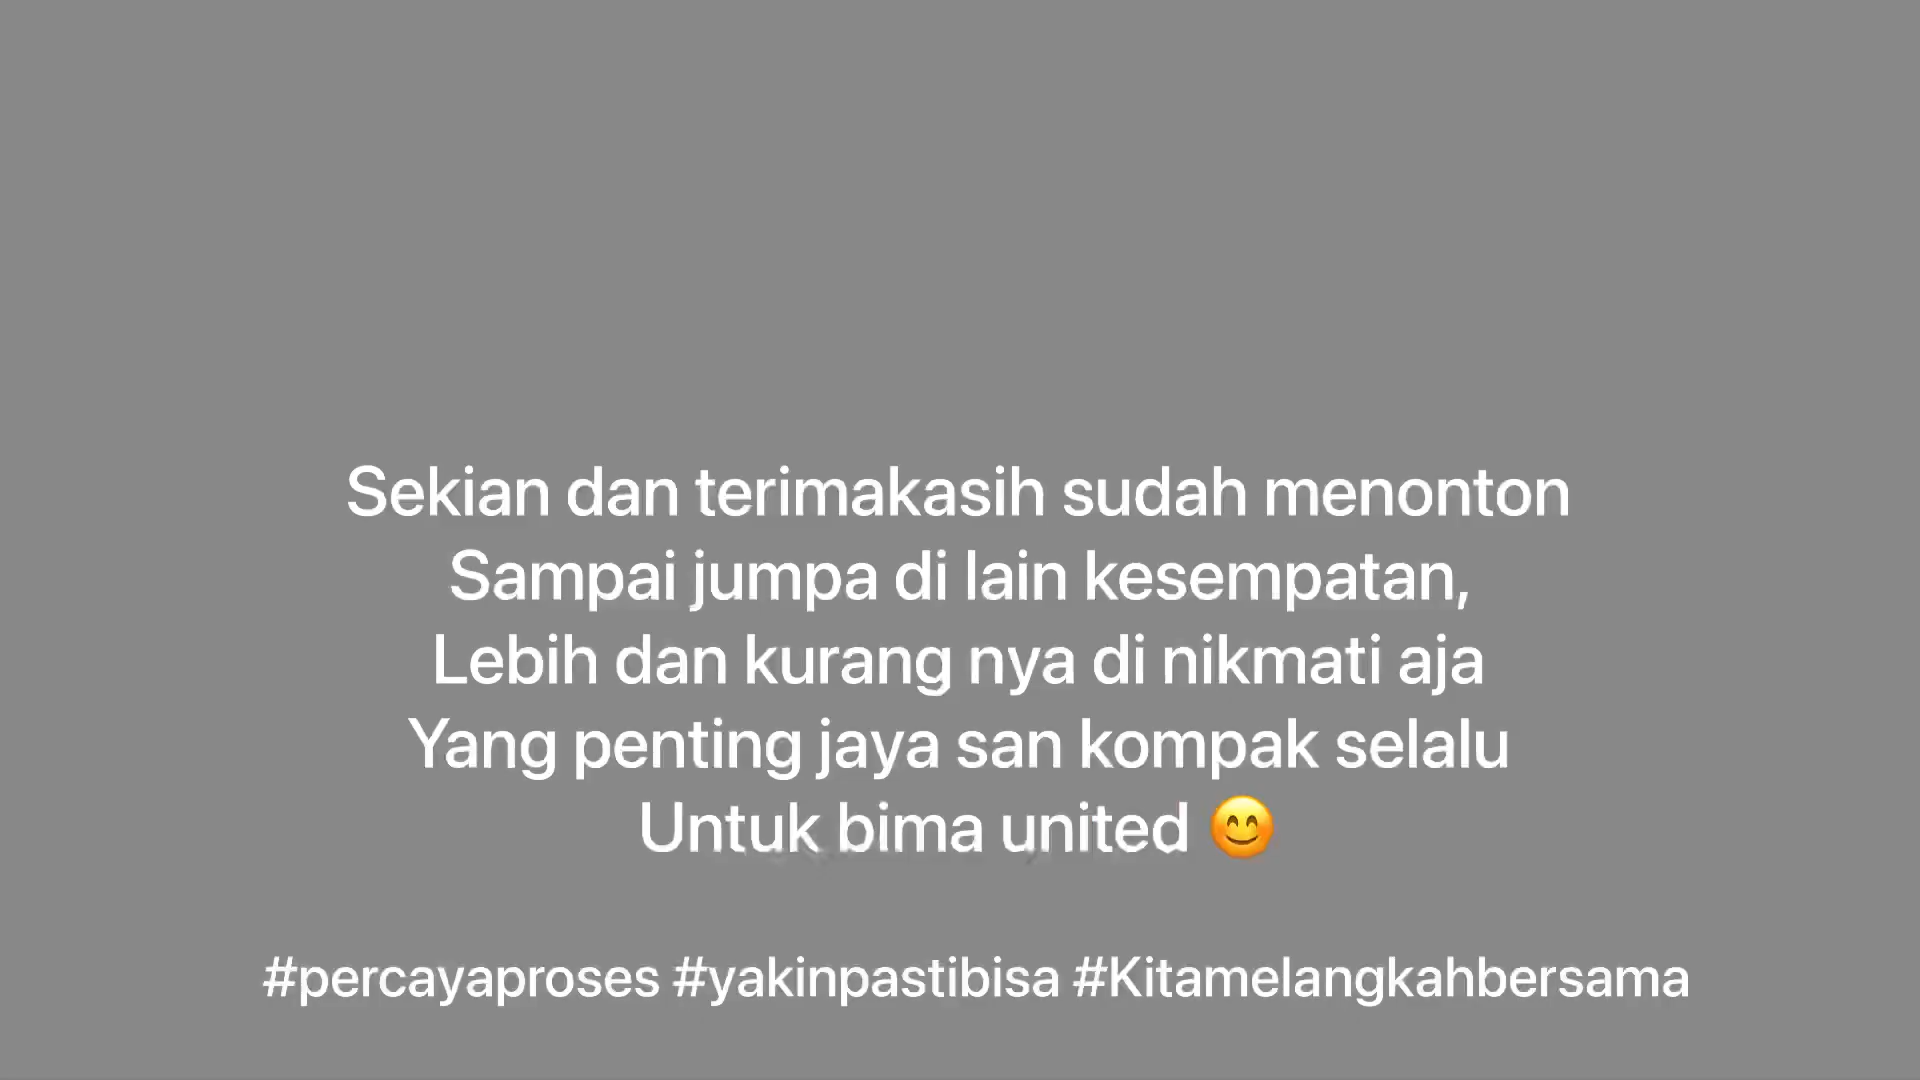 Sekian dan terimakasih sudah menonton
Sampai jumpa di lain kesempatan,
Lebih dan kurang nya di nikmati aja
Yang penting jaya san kompak selalu
Untuk bima united 😊
#percayaproses #yakinpastibisa #Kitamelangkahbersama